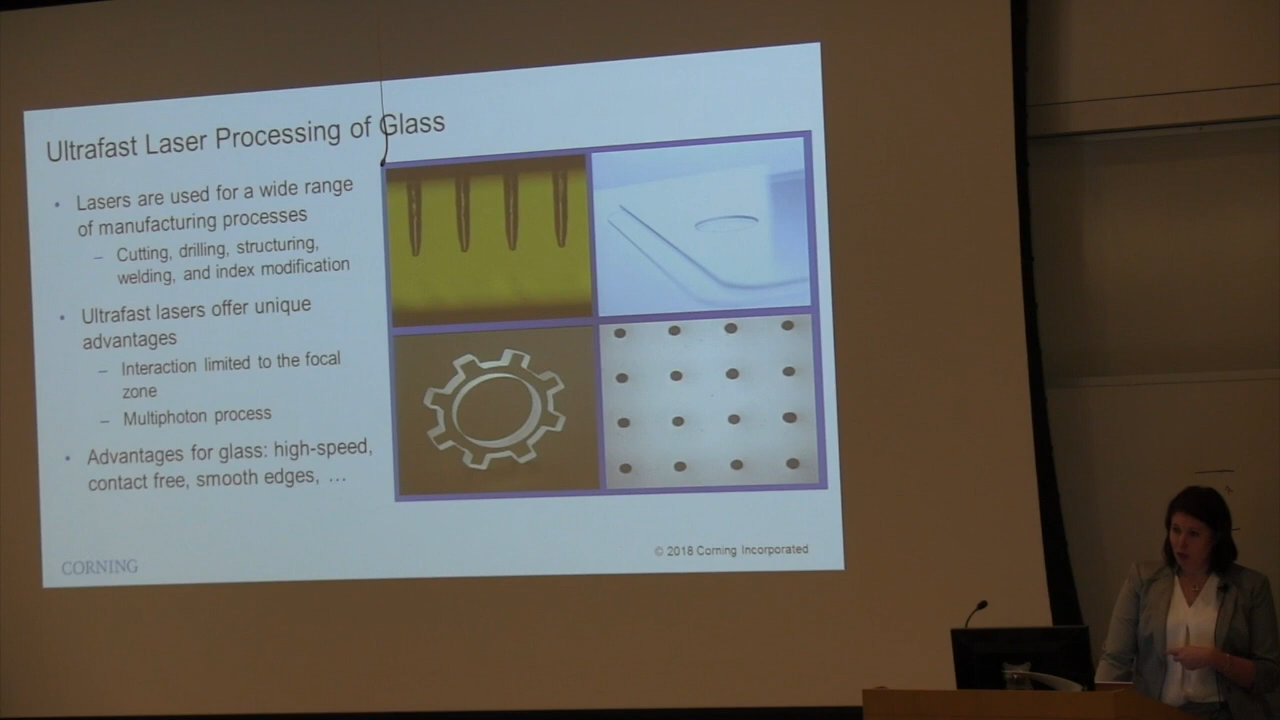 Ultrafast Laser Processing of Glass
• Lasers are used for a wide range
of manufacturing processes
– Cutting, drilling, structuring,
welding, and index modification
• Ultrafast lasers offer unique
advantages
– Interaction limited to the focal
zone
– Multiphoton process
• Advantages for glass: high-speed,
contact free, smooth edges, …
CORNING
© 2018 Corning Incorporated